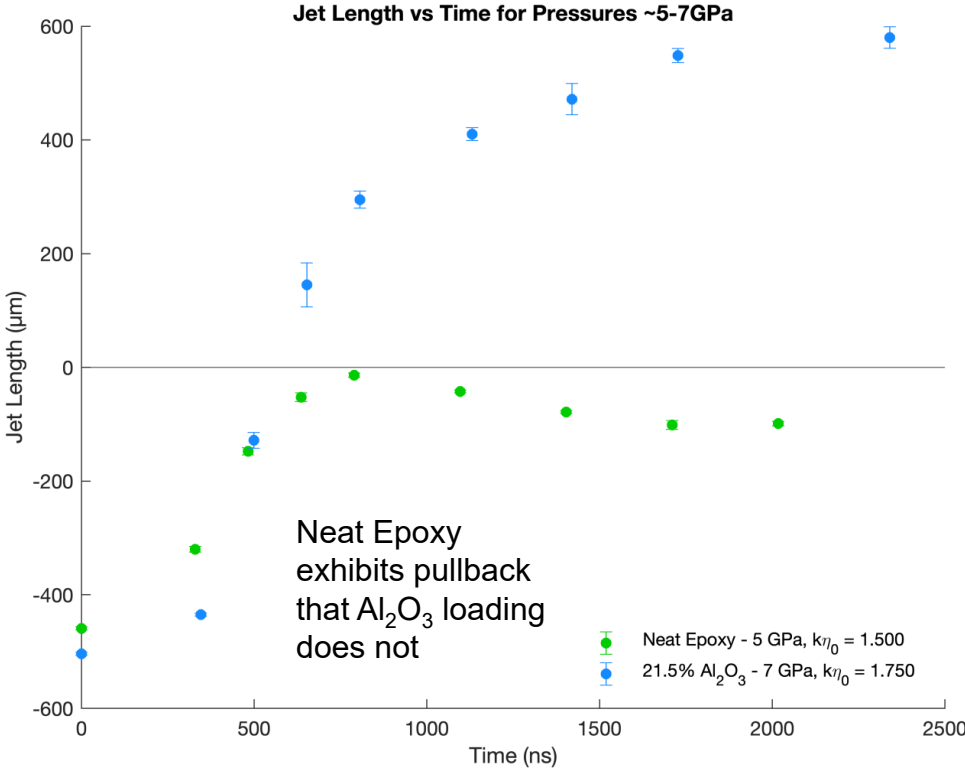 Jet Length vs Time for Pressures ~5-7GPa
600
400
200
0
-200
-400
-600
Jet Length (μm)
Neat Epoxy
exhibits pullback
that Al₂O₃ loading
does not
Neat Epoxy - 5 GPa, kη₀ = 1.500
21.5% Al₂O₃ - 7 GPa, kη₀ = 1.750
0 500 1000 1500 2000 2500
Time (ns)